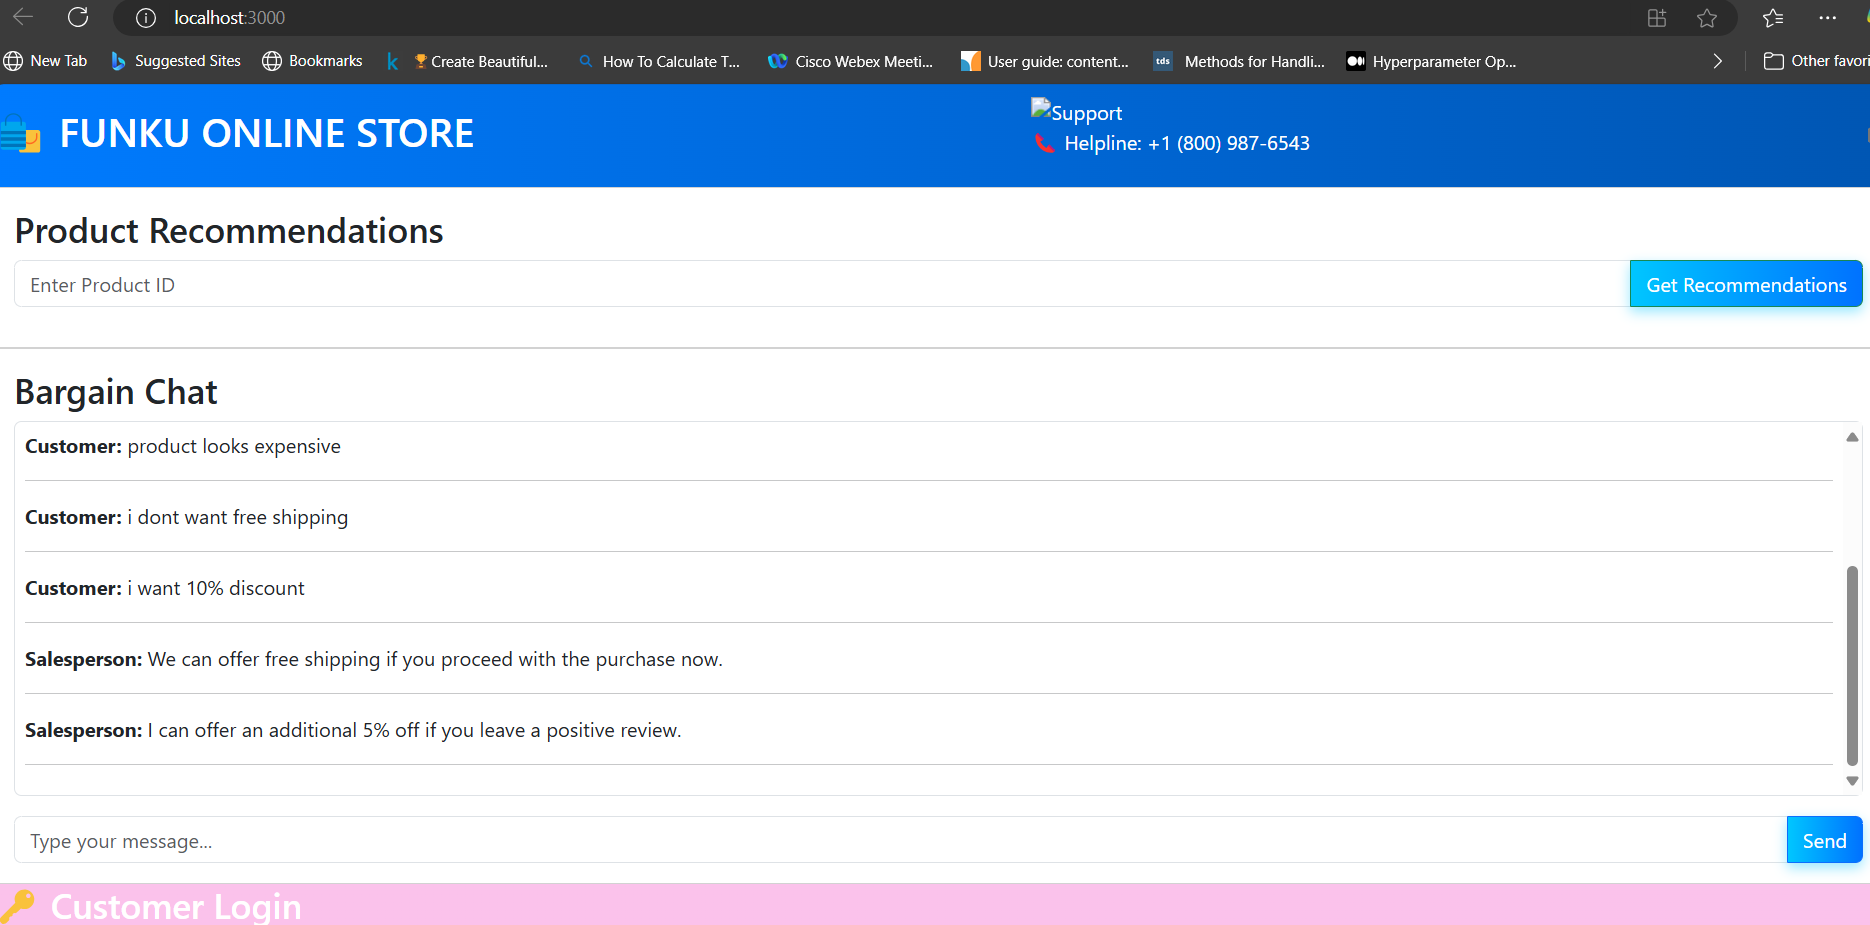 localhost:3000
New Tab Suggested Sites Bookmarks k Create Beautiful... How To Calculate T... Cisco Webex Meeti... User guide: content... tds Methods for Handli... Hyperparameter Op... Other favori
FUNKU ONLINE STORE
Support
Helpline: +1 (800) 987-6543
Product Recommendations
Enter Product ID Get Recommendations
Bargain Chat
Customer: product looks expensive
Customer: i dont want free shipping
Customer: i want 10% discount
Salesperson: We can offer free shipping if you proceed with the purchase now.
Salesperson: I can offer an additional 5% off if you leave a positive review.
Type your message... Send
Customer Login